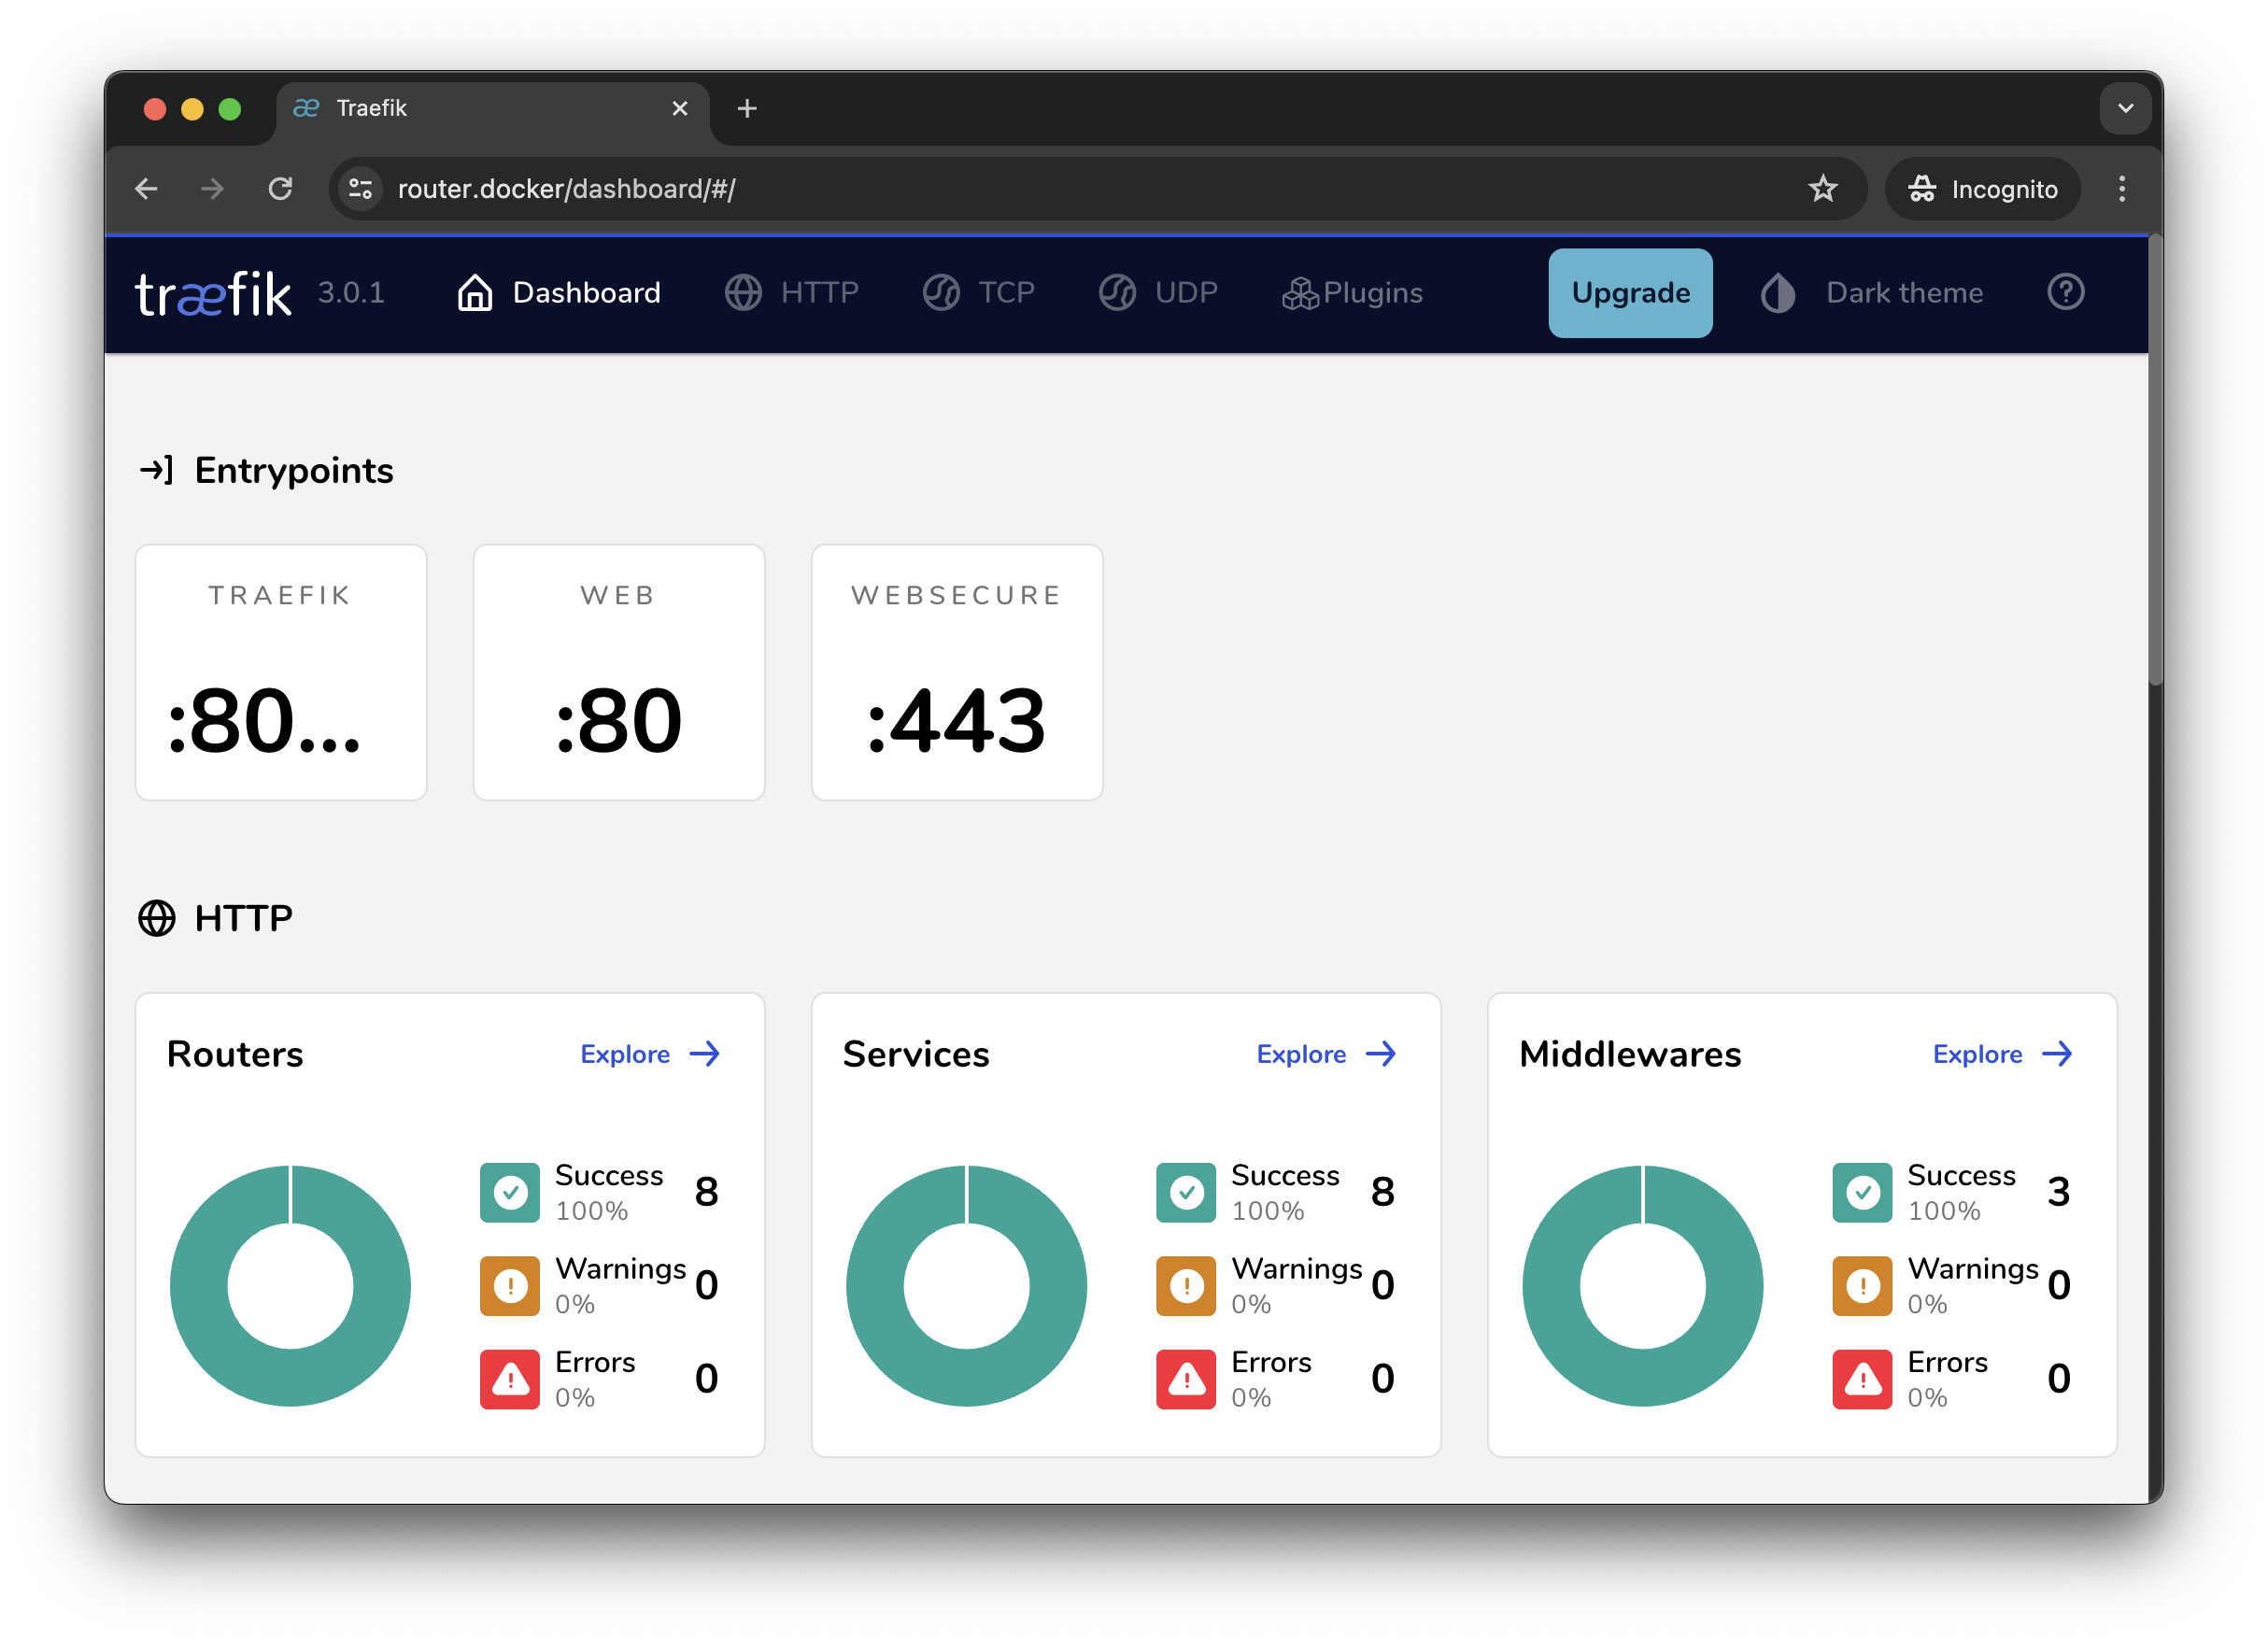 Traefik
router.docker/dashboard/#/
Incognito
træfik 3.0.1 Dashboard HTTP TCP UDP Plugins Upgrade Dark theme
Entrypoints
TRAEFIK WEB WEBSECURE
:80... :80 :443
HTTP
Routers Explore
Success 8
100%
Warnings 0
0%
Errors 0
0%
Services Explore
Success 8
100%
Warnings 0
0%
Errors 0
0%
Middlewares Explore
Success 3
100%
Warnings 0
0%
Errors 0
0%